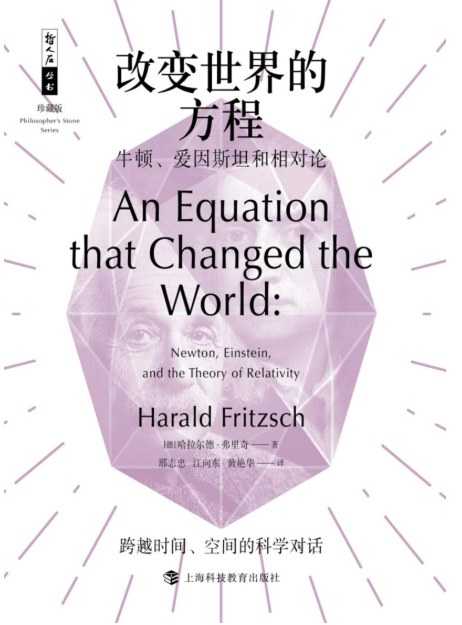 哲人石
丛书
珍藏版
Philosopher's Stone
Series
改变世界的
方程
牛顿、爱因斯坦和相对论
An Equation
that Changed the
World:
Newton, Einstein,
and the Theory of Relativity
Harald Fritzsch
[德]哈拉尔德·弗里奇——著
邢志忠 江向东 黄艳华——译
跨越时间、空间的科学对话
上海科技教育出版社